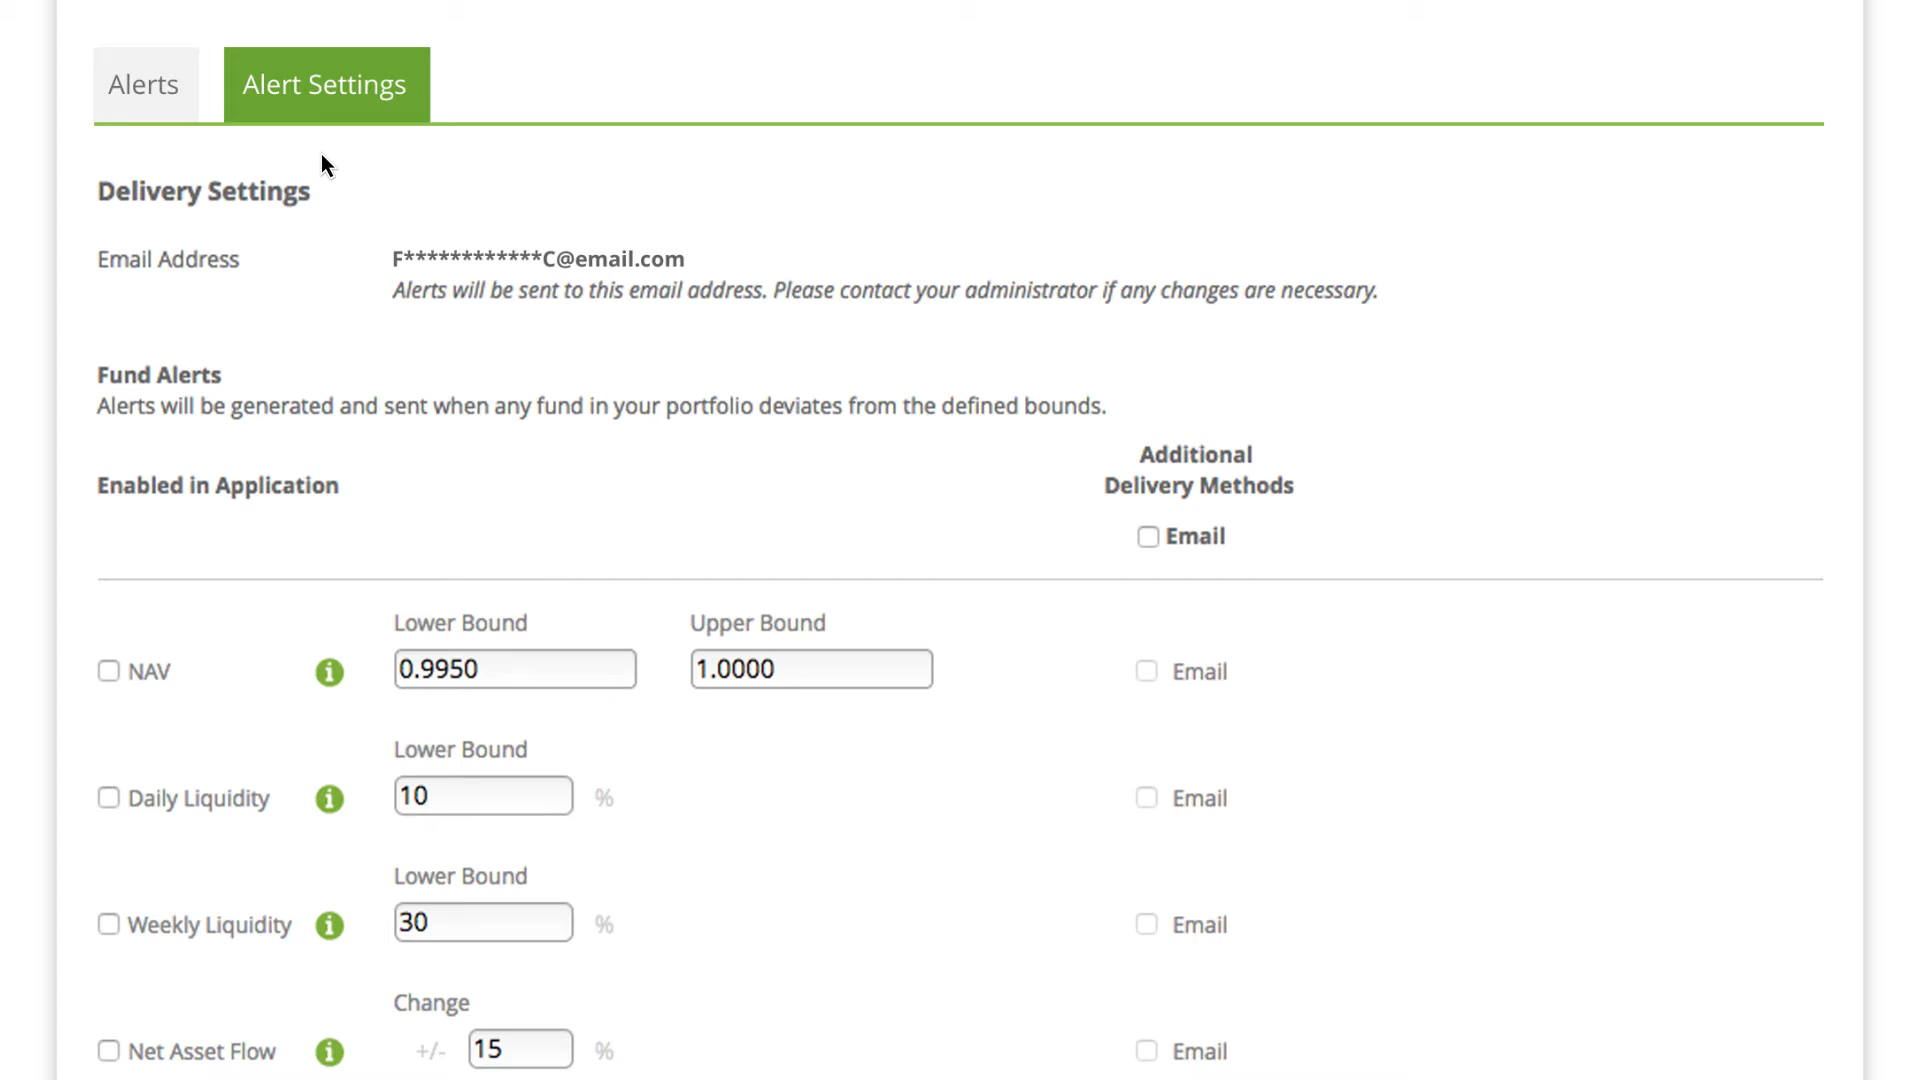 Alerts
Alert Settings
Delivery Settings
Email Address
F************C@email.com
Alerts will be sent to this email address. Please contact your administrator if any changes are necessary.
Fund Alerts
Alerts will be generated and sent when any fund in your portfolio deviates from the defined bounds.
Enabled in Application
Additional
Delivery Methods
Email
Lower Bound
Upper Bound
NAV
0.9950
1.0000
Email
Lower Bound
Daily Liquidity
10 %
Email
Lower Bound
Weekly Liquidity
30 %
Email
Change
Net Asset Flow
+/- 15 %
Email